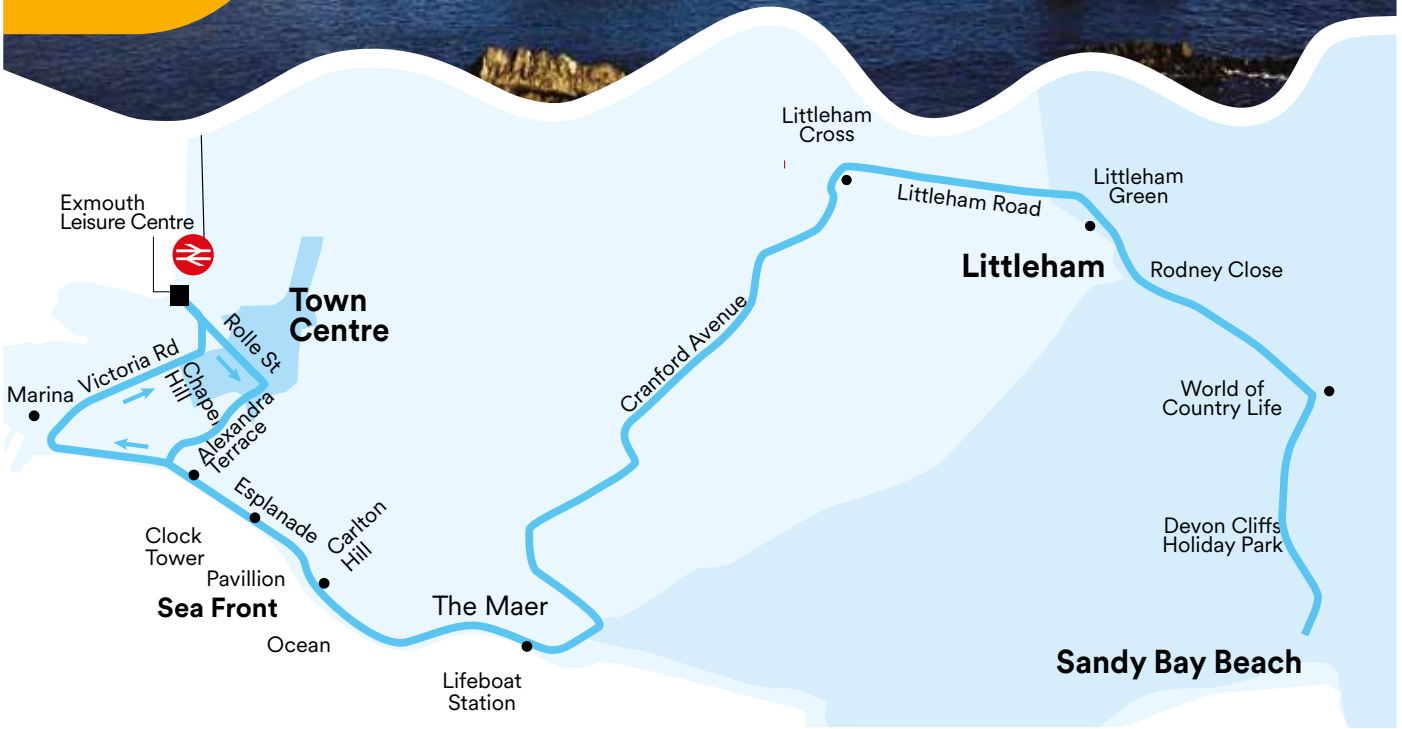 Littleham
Cross
Littleham Road
Littleham
Green
Exmouth
Leisure Centre
Littleham
Rodney Close
Town
Centre
Rolle St
Victoria Rd
Chapel
Hill
Marina
Cranford Avenue
World of
Country Life
Alexandra
Terrace
Esplanade
Carlton
Hill
Clock
Tower
Devon Cliffs
Holiday Park
Pavillion
Sea Front
The Maer
Ocean
Sandy Bay Beach
Lifeboat
Station